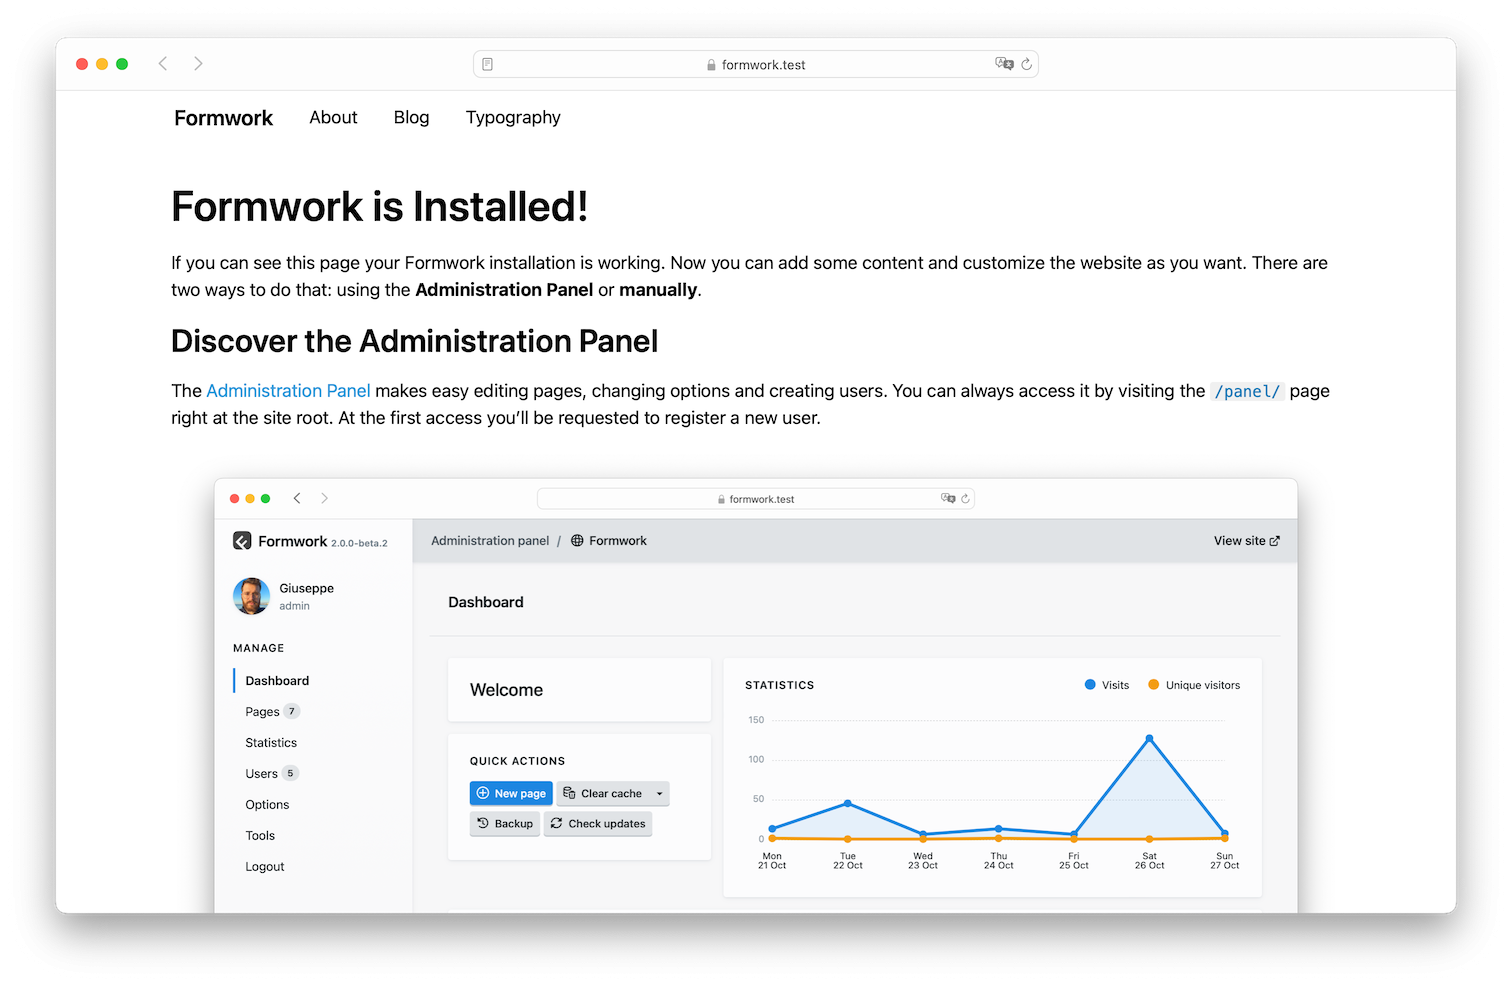 formwork.test
Formwork About Blog Typography
Formwork is Installed!
If you can see this page your Formwork installation is working. Now you can add some content and customize the website as you want. There are
two ways to do that: using the Administration Panel or manually.
Discover the Administration Panel
The Administration Panel makes easy editing pages, changing options and creating users. You can always access it by visiting the /panel/ page
right at the site root. At the first access you’ll be requested to register a new user.
formwork.test
Formwork 2.0.0-beta.2
Giuseppe
admin
MANAGE
Dashboard
Pages 7
Statistics
Users 5
Options
Tools
Logout
Administration panel / Formwork
View site
Dashboard
Welcome
QUICK ACTIONS
New page Clear cache
Backup Check updates
STATISTICS
Visits Unique visitors
150
100
50
0
Mon Tue Wed Thu Fri Sat Sun
21 Oct 22 Oct 23 Oct 24 Oct 25 Oct 26 Oct 27 Oct